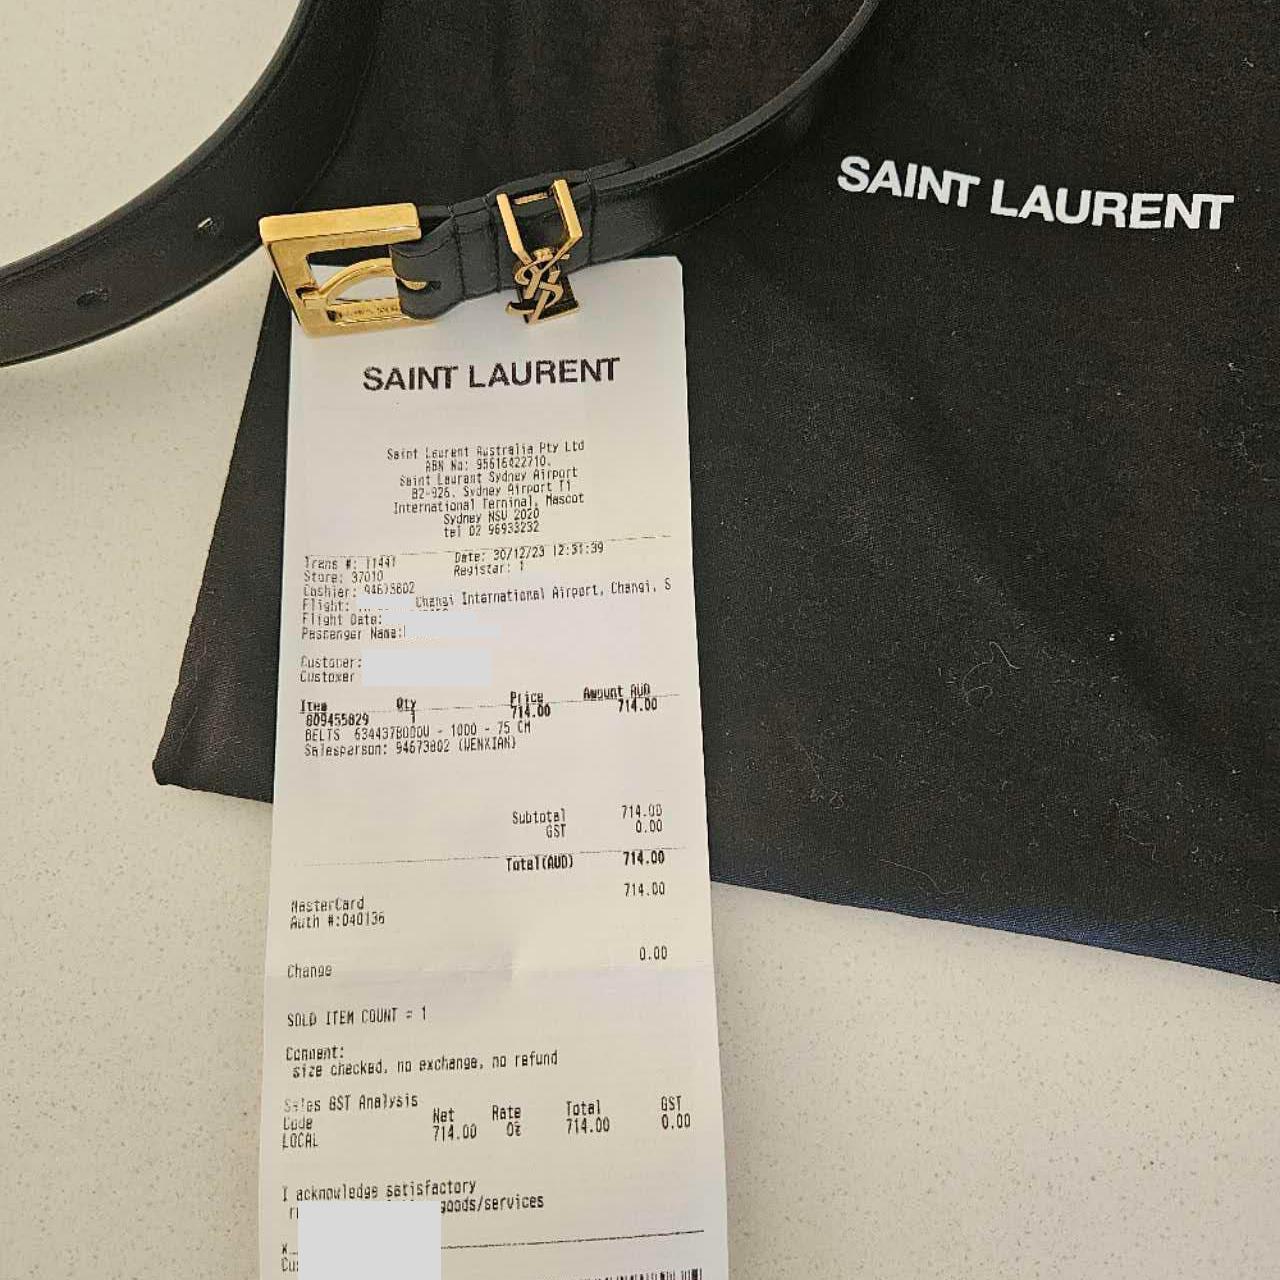 SAINT LAURENT
SAINT LAURENT
Saint Laurent Australia Pty Ltd
ABN No: 95616422710.
Saint Laurent Sydney Airport
B2-926, Sydney Airport T1
International Terminal, Mascot
Sydney NSW 2020
tel 02 96933232
Trans #: 11441 Date: 30/12/23 12:31:39
Store: 37010 Register: 1
Cashier: 94673802
Flight: Changi International Airport, Changi, S
Flight Date:
Passenger Name:
Customer:
Customer
Item Qty Price Amount AUD
809455829 1 714.00 714.00
BELTS 634437BOO0W - 1000 - 75 CM
Salesperson: 94673802 (WENXIAN)
Subtotal 714.00
GST 0.00
Total(AUD) 714.00
MasterCard 714.00
Auth #:040136
Change 0.00
SOLD ITEM COUNT = 1
Comment:
size checked, no exchange, no refund
Sales GST Analysis
Code Net Rate Total GST
LOCAL 714.00 0% 714.00 0.00
I acknowledge satisfactory
goods/services
X